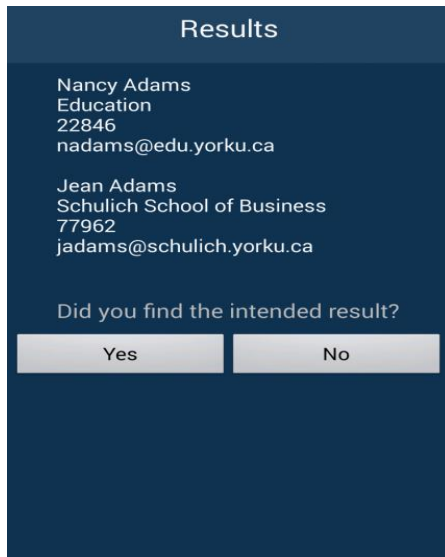 Results
Nancy Adams
Education
22846
nadams@edu.yorku.ca
Jean Adams
Schulich School of Business
77962
jadams@schulich.yorku.ca
Did you find the intended result?
Yes
No